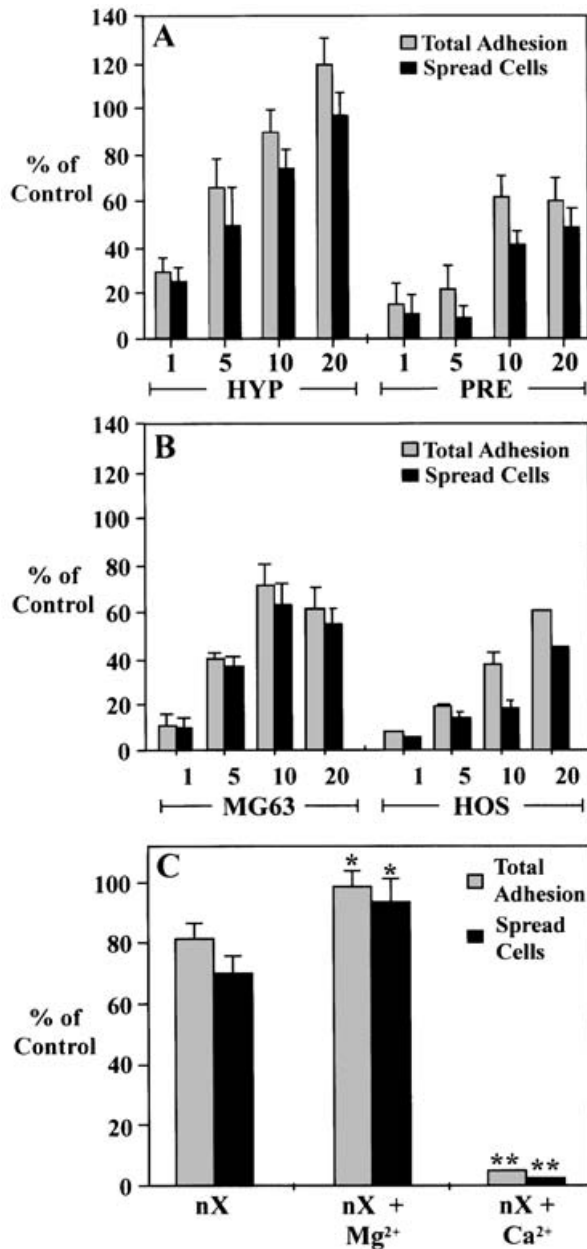 A
Total Adhesion
Spread Cells
% of
Control
140
120
100
80
60
40
20
0
1 5 10 20 1 5 10 20
HYP PRE
B
Total Adhesion
Spread Cells
% of
Control
140
120
100
80
60
40
20
0
1 5 10 20 1 5 10 20
MG63 HOS
C
Total
Adhesion
Spread
Cells
% of
Control
100
80
60
40
20
0
* *
** **
nX nX + nX +
Mg²⁺ Ca²⁺